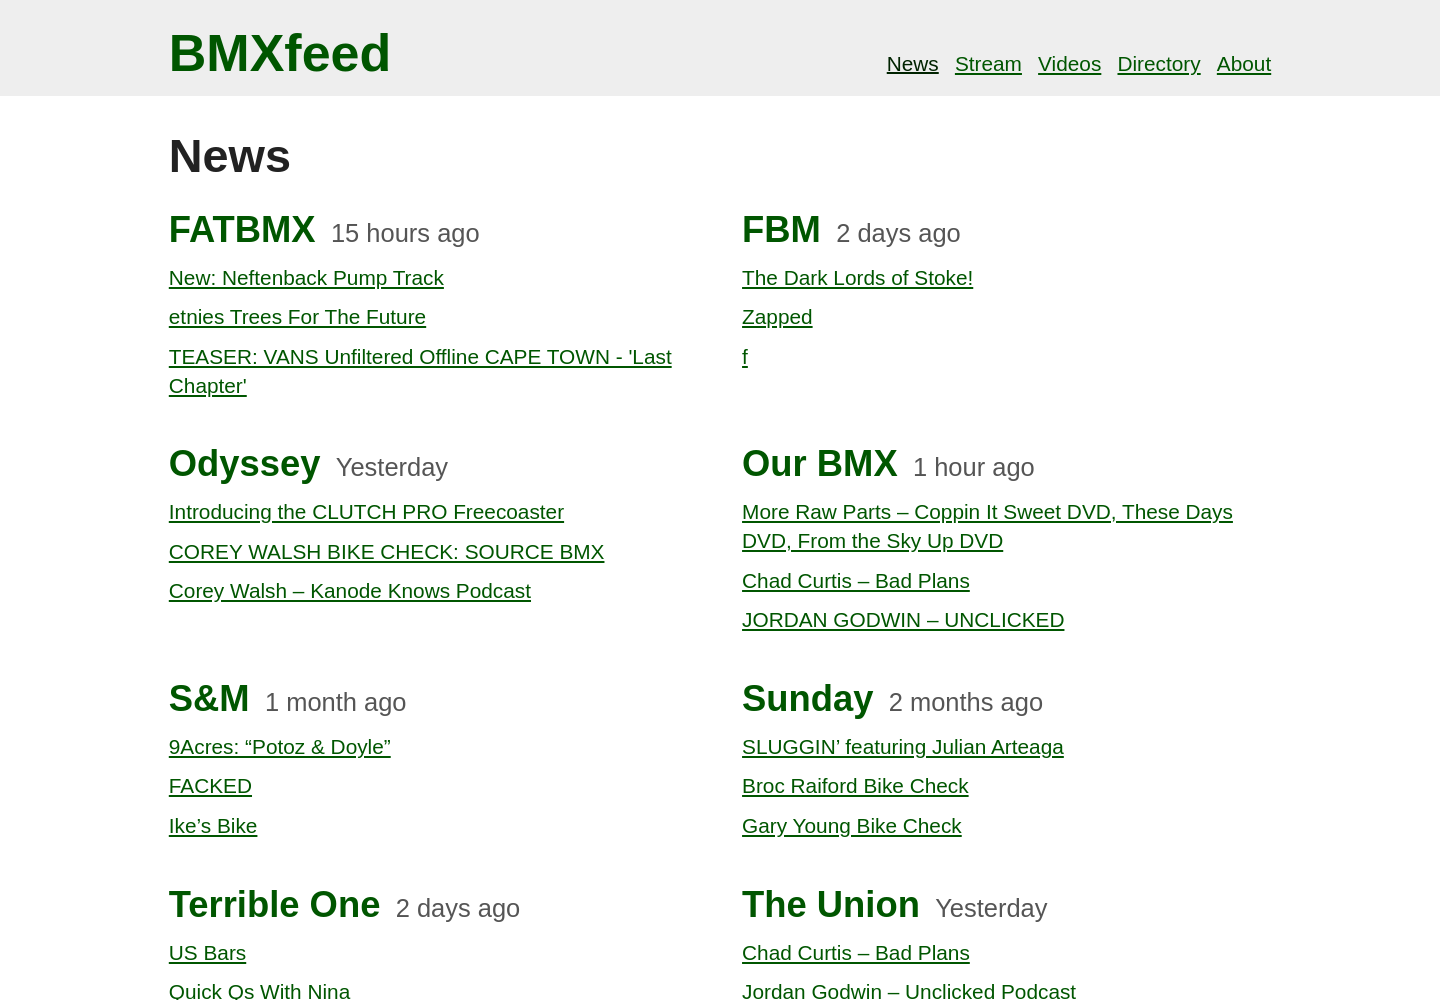 BMXfeed
News Stream Videos Directory About
News
FATBMX 15 hours ago
New: Neftenback Pump Track
etnies Trees For The Future
TEASER: VANS Unfiltered Offline CAPE TOWN - 'Last
Chapter'
FBM 2 days ago
The Dark Lords of Stoke!
Zapped
f
Odyssey Yesterday
Introducing the CLUTCH PRO Freecoaster
COREY WALSH BIKE CHECK: SOURCE BMX
Corey Walsh – Kanode Knows Podcast
Our BMX 1 hour ago
More Raw Parts – Coppin It Sweet DVD, These Days
DVD, From the Sky Up DVD
Chad Curtis – Bad Plans
JORDAN GODWIN – UNCLICKED
S&M 1 month ago
9Acres: “Potoz & Doyle”
FACKED
Ike’s Bike
Sunday 2 months ago
SLUGGIN’ featuring Julian Arteaga
Broc Raiford Bike Check
Gary Young Bike Check
Terrible One 2 days ago
US Bars
Quick Qs With Nina
The Union Yesterday
Chad Curtis – Bad Plans
Jordan Godwin – Unclicked Podcast